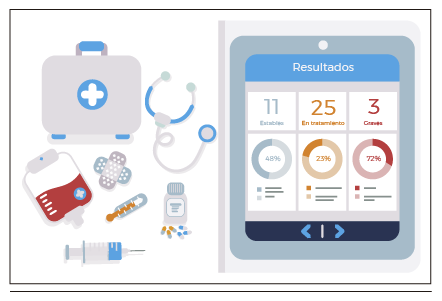 Resultados
11 25 3
Estables En tratamiento Graves
48% 23% 72%